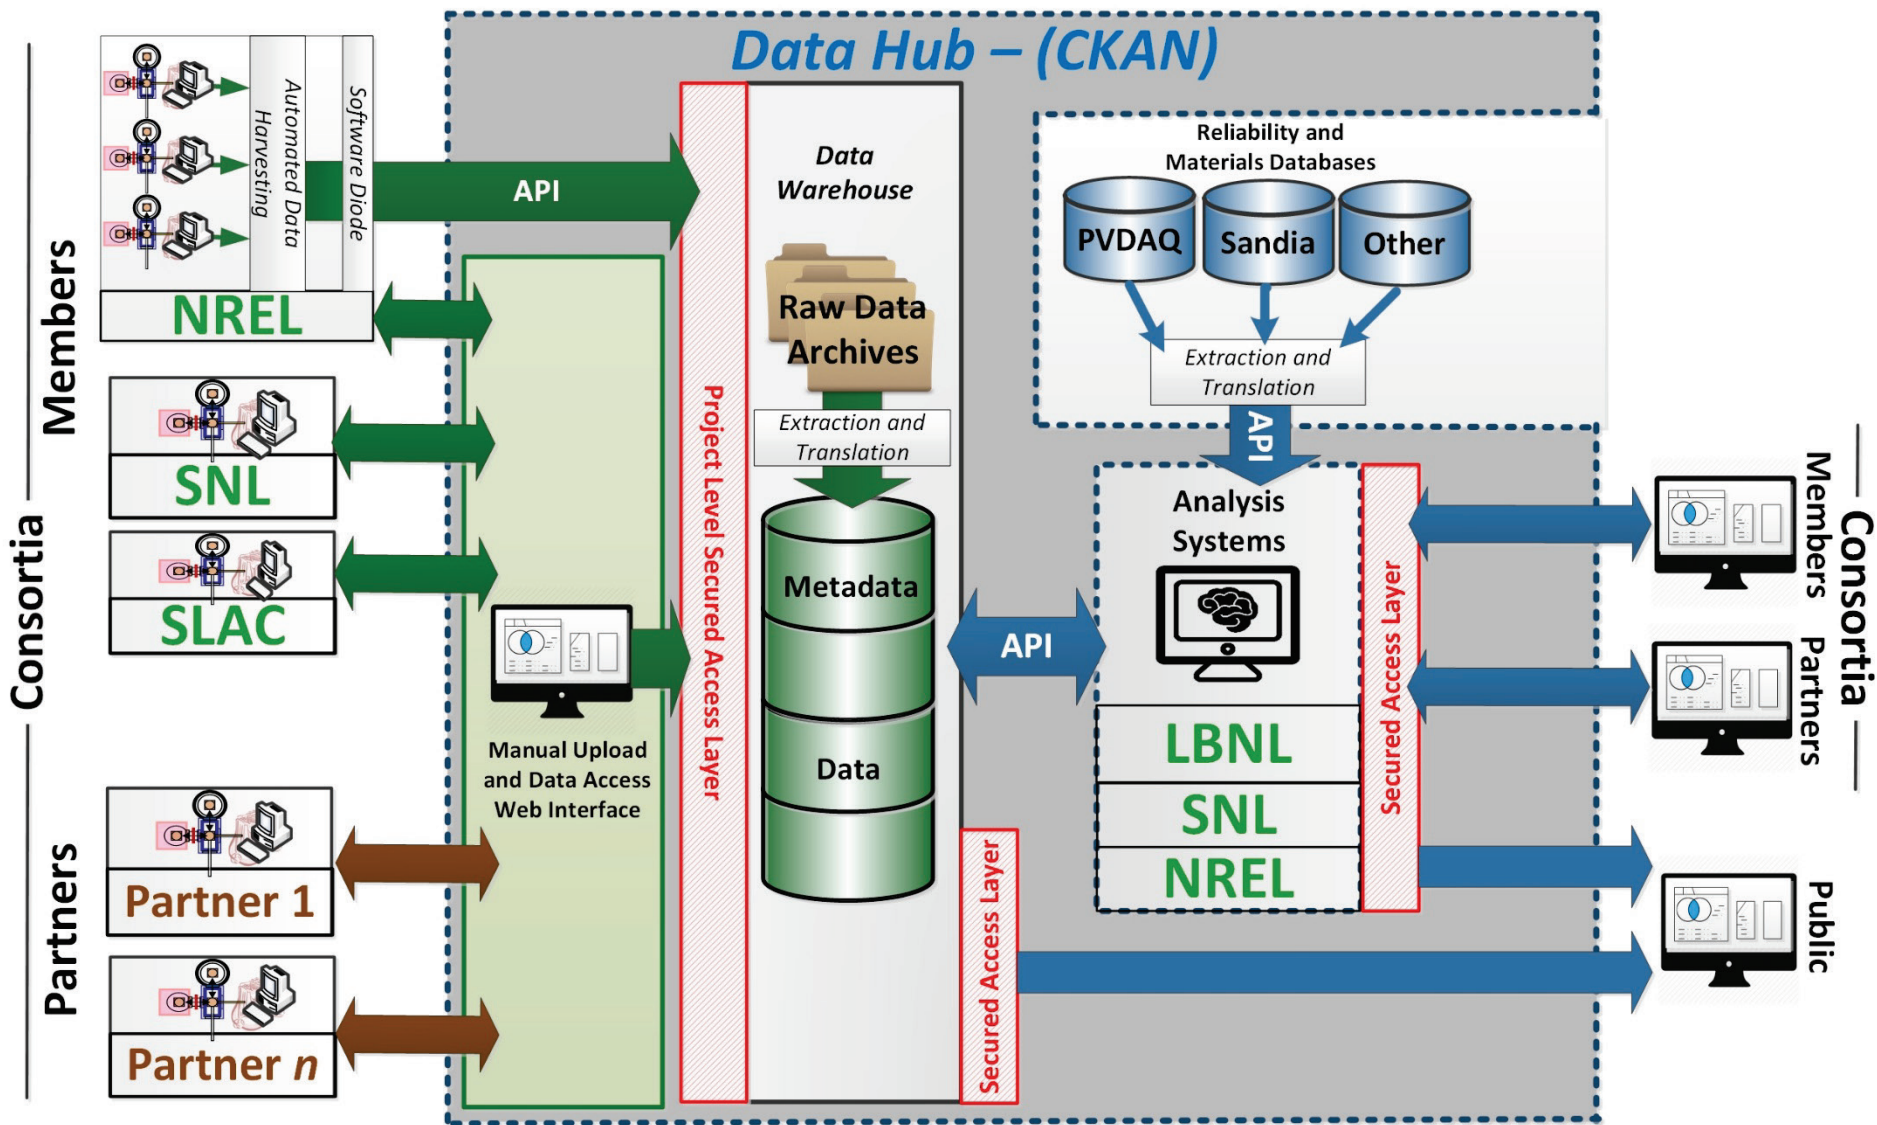 Data Hub – (CKAN)
Consortia
Members
Automated Data
Harvesting
Software Diode
NREL
SNL
SLAC
Partners
Partner 1
Partner n
API
Manual Upload
and Data Access
Web Interface
Project Level Secured Access Layer
Data
Warehouse
Raw Data
Archives
Extraction and
Translation
Metadata
Data
Secured Access Layer
API
Reliability and
Materials Databases
PVDAQ
Sandia
Other
Extraction and
Translation
API
Analysis
Systems
LBNL
SNL
NREL
Secured Access Layer
Members
Partners
Consortia
Public